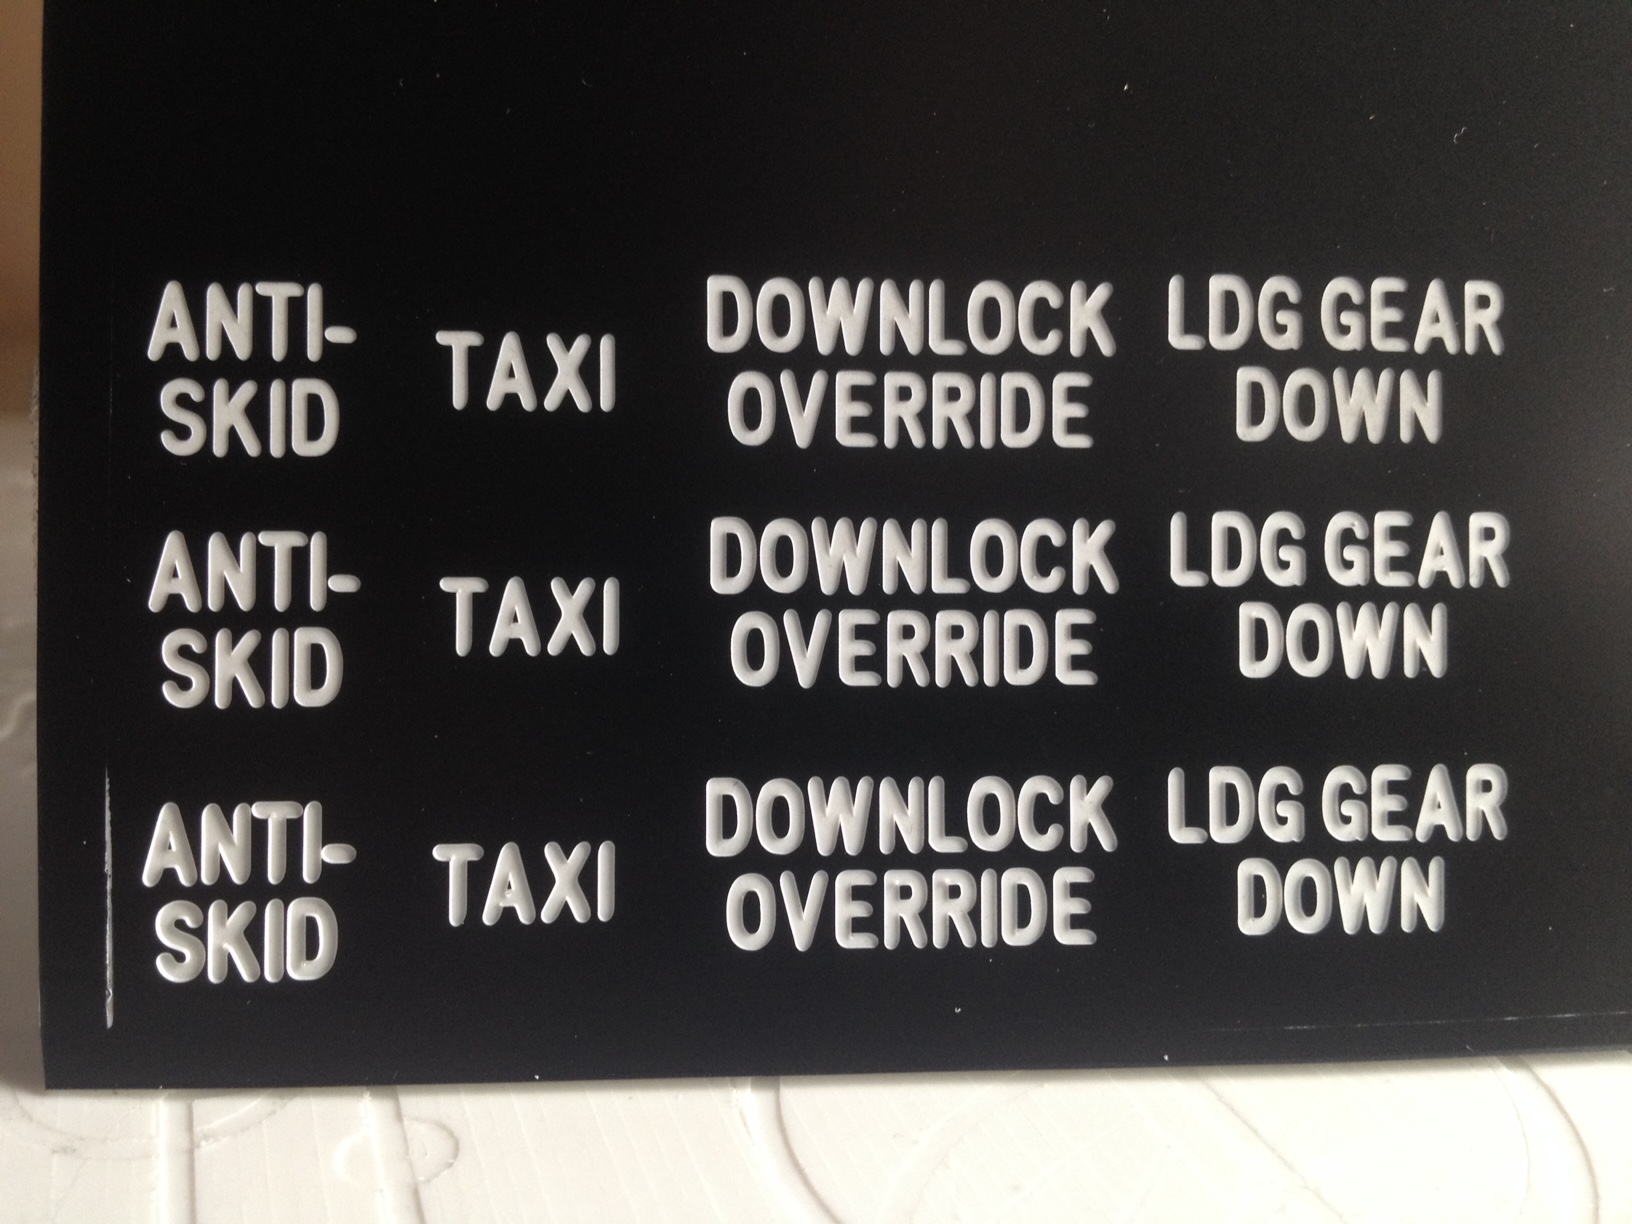 ANTI-
SKID
TAXI
DOWNLOCK
OVERRIDE
LDG GEAR
DOWN
ANTI-
SKID
TAXI
DOWNLOCK
OVERRIDE
LDG GEAR
DOWN
ANTI-
SKID
TAXI
DOWNLOCK
OVERRIDE
LDG GEAR
DOWN